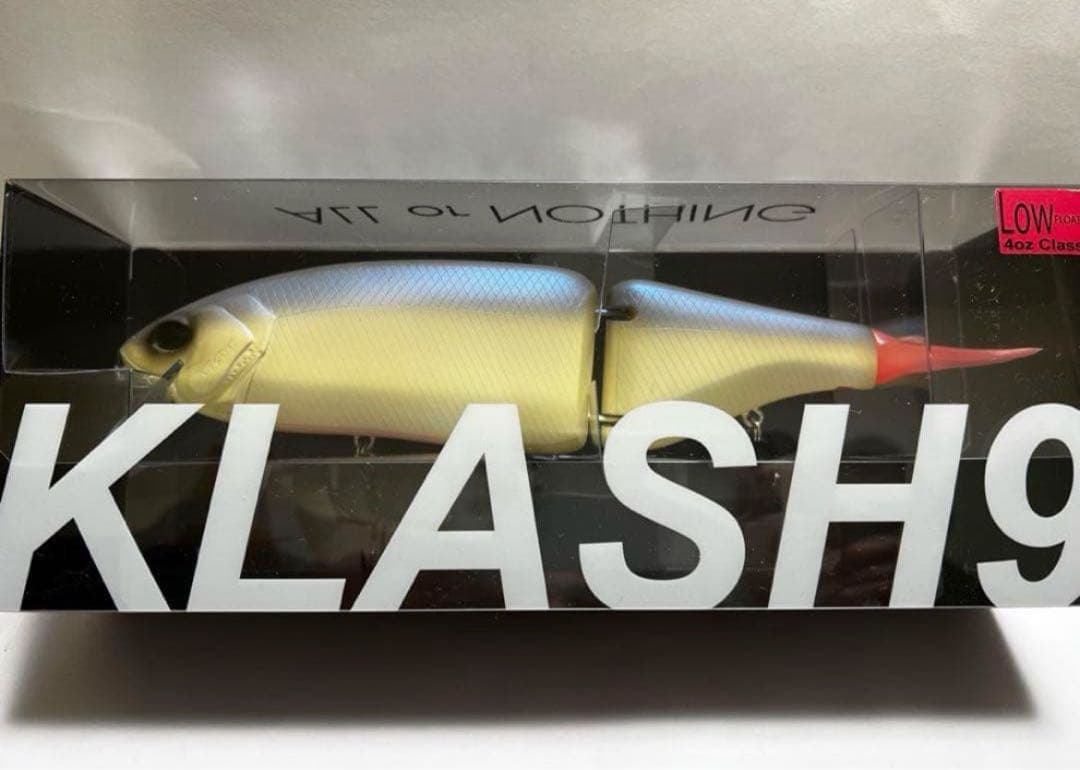 ALL or NOTHING
LOW FLOAT
4oz Class
KLASH9